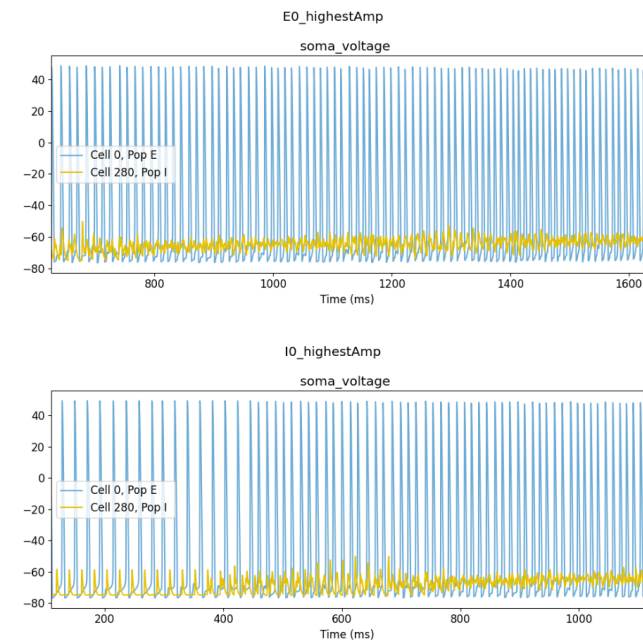 E0_highestAmp
soma_voltage
40
20
0
−20
−40
−60
−80
Cell 0, Pop E
Cell 280, Pop I
800
1000
1200
1400
1600
Time (ms)
I0_highestAmp
soma_voltage
40
20
0
−20
−40
−60
−80
Cell 0, Pop E
Cell 280, Pop I
200
400
600
800
1000
Time (ms)